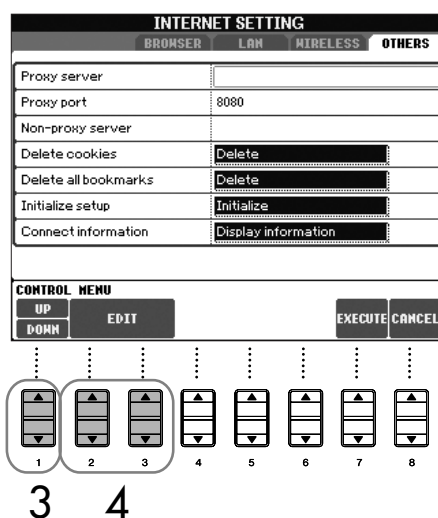 INTERNET SETTING
BROWSER LAN WIRELESS OTHERS
Proxy server
Proxy port 8080
Non-proxy server
Delete cookies Delete
Delete all bookmarks Delete
Initialize setup Initialize
Connect information Display information
CONTROL MENU
UP
DOWN
EDIT
EXECUTE CANCEL
1 2 3 4 5 6 7 8
3 4